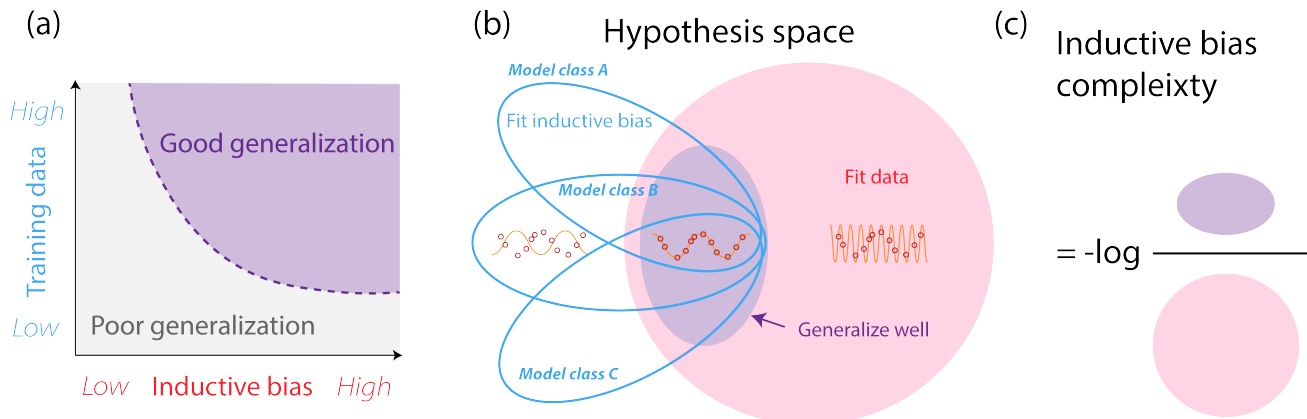 (a)
High
Training data
Low
Good generalization
Poor generalization
Low Inductive bias High
(b)
Hypothesis space
Model class A
Fit inductive bias
Model class B
Fit data
Generalize well
Model class C
(c)
Inductive bias
compleixty
= -log